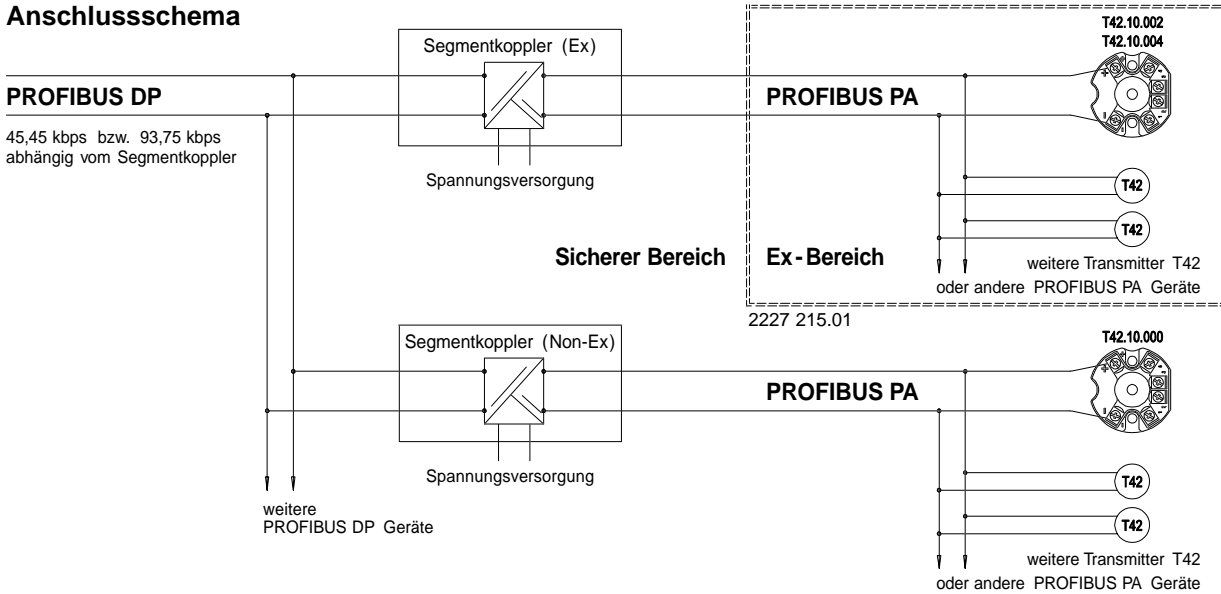 Anschlussschema
T42.10.002
T42.10.004
Segmentkoppler (Ex)
PROFIBUS DP
PROFIBUS PA
45,45 kbps bzw. 93,75 kbps
abhängig vom Segmentkoppler
Spannungsversorgung
T42
T42
Sicherer Bereich
Ex-Bereich
weitere Transmitter T42
oder andere PROFIBUS PA Geräte
2227 215.01
T42.10.000
Segmentkoppler (Non-Ex)
PROFIBUS PA
Spannungsversorgung
T42
weitere
PROFIBUS DP Geräte
T42
weitere Transmitter T42
oder andere PROFIBUS PA Geräte